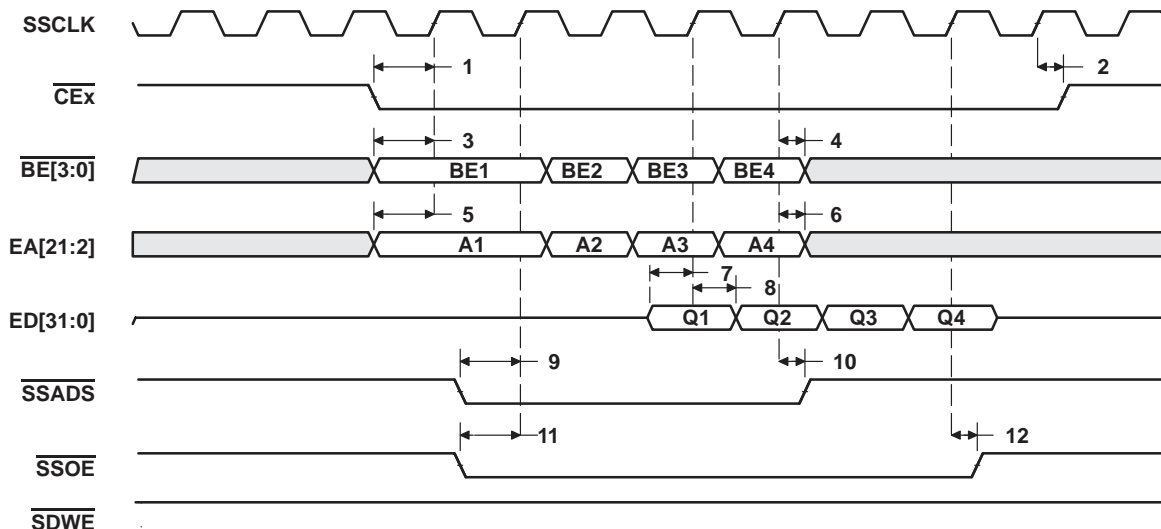 SSCLK
1 2
CEx
3 4
BE[3:0] BE1 BE2 BE3 BE4
5 6
EA[21:2] A1 A2 A3 A4
7
8
ED[31:0] Q1 Q2 Q3 Q4
9 10
SSADS
11 12
SSOE
SDWE